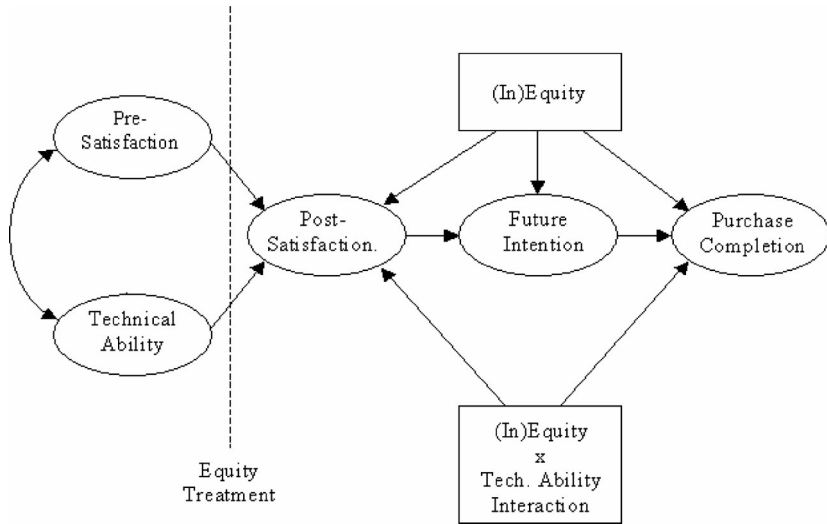 (In)Equity
Pre-
Satisfaction
Post-
Satisfaction.
Future
Intention
Purchase
Completion
Technical
Ability
Equity
Treatment
(In)Equity
x
Tech. Ability
Interaction